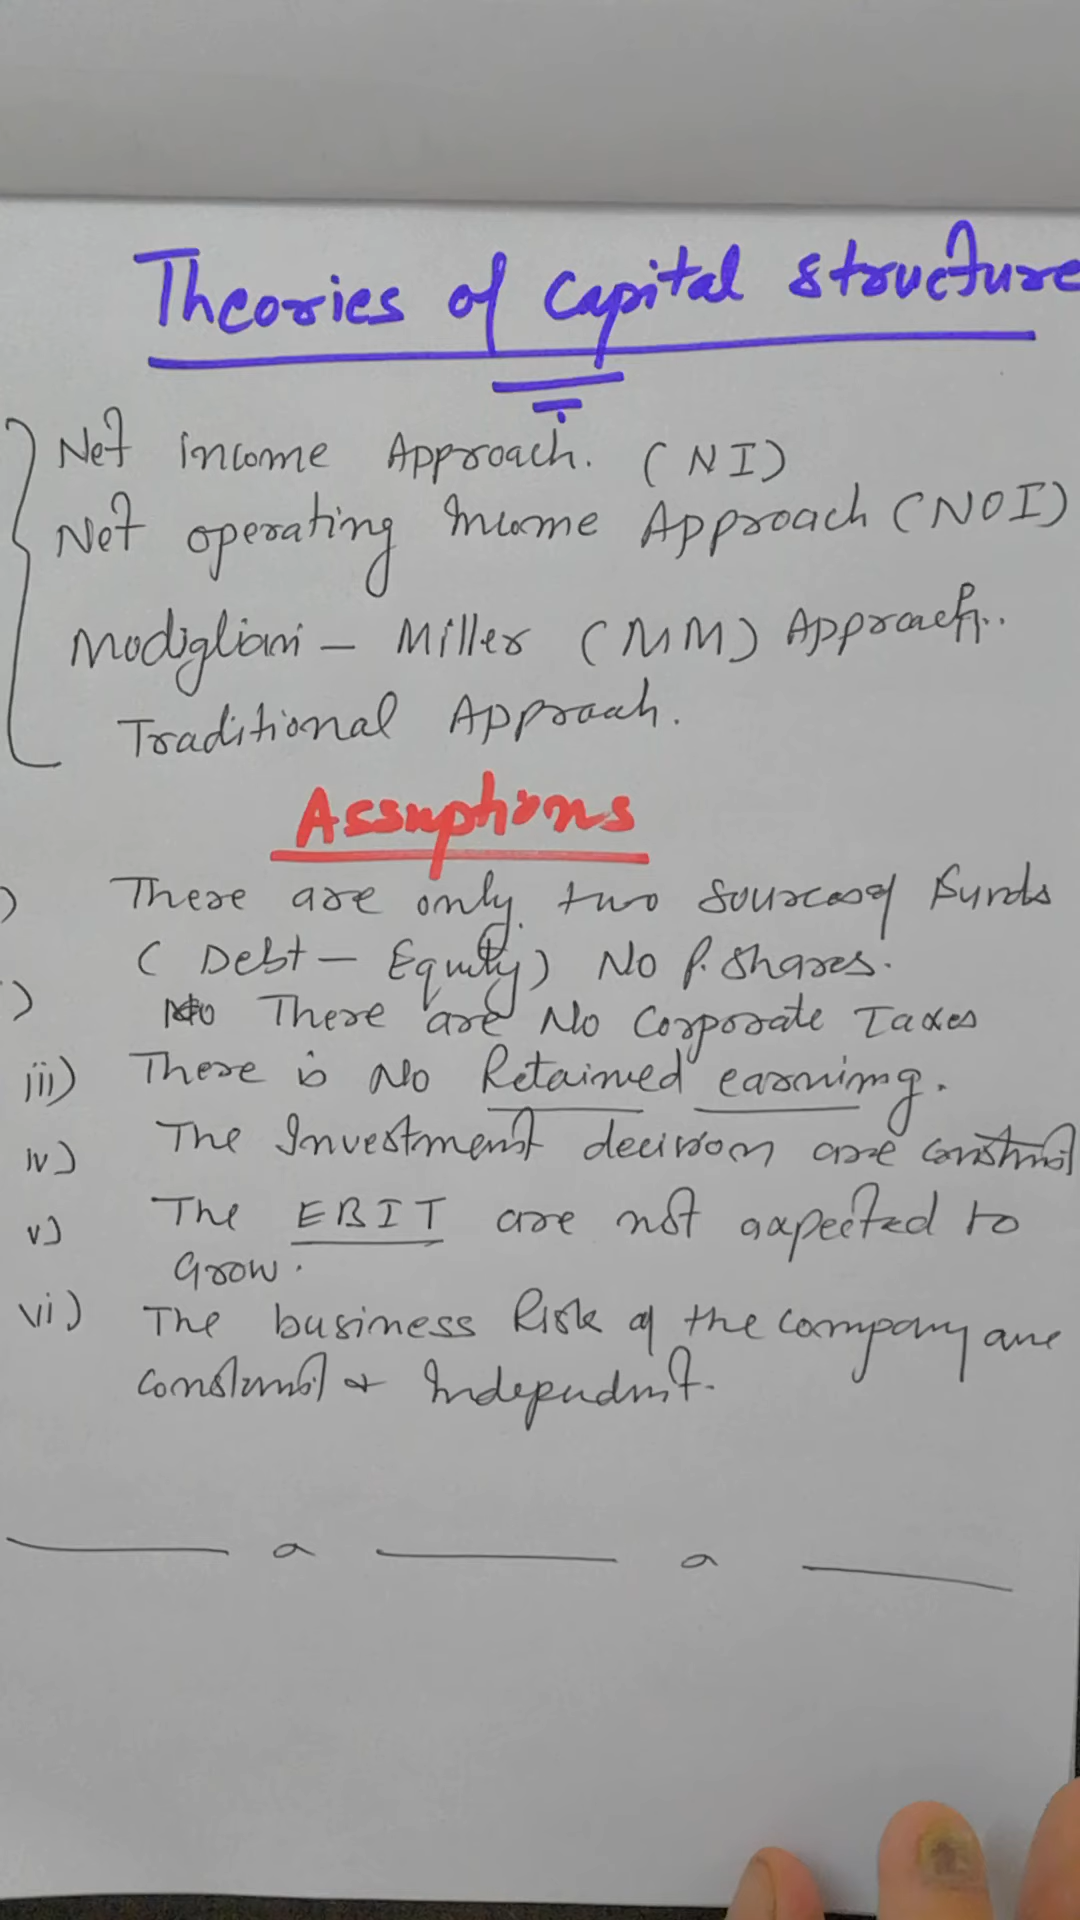 Theories of capital structure
Net income Approach. (NI)
Net operating Income Approach (NOI)
Modigliani – Miller (MM) Approach..
Traditional Approach.
Assuptions
) There are only two sources of Funds
( Debt – Equity) No P. Shares.
) No There are No Corporate Taxes
iii) There is No Retained earning.
iv) The Investment decision are constant
v) The EBIT are not expected to
Grow.
vi) The business Risk of the company are
constant & Independent.